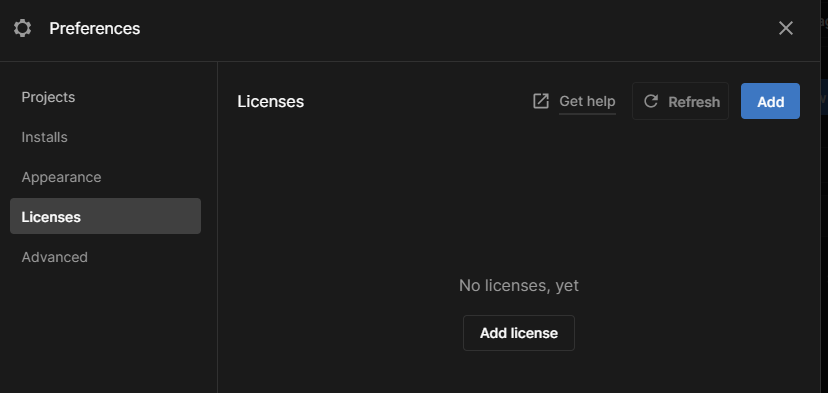 Preferences
Projects
Installs
Appearance
Licenses
Advanced
Licenses
Get help
Refresh
Add
No licenses, yet
Add license